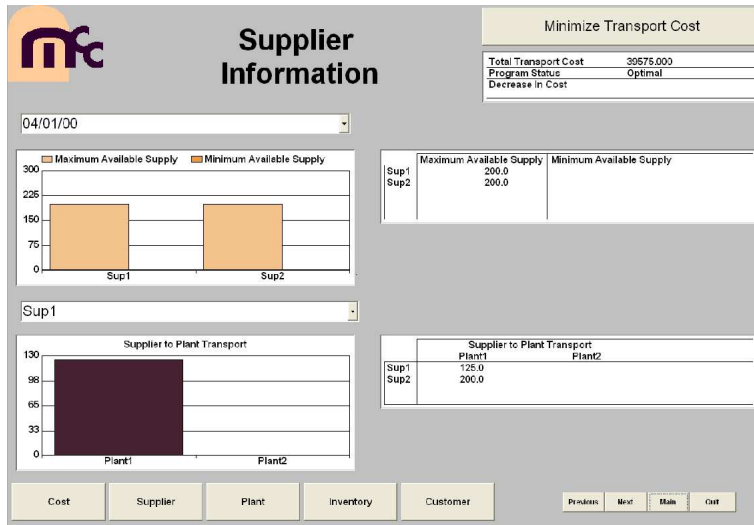 mcc
Supplier
Information
Minimize Transport Cost
Total Transport Cost 39575.000
Program Status Optimal
Decrease in Cost
04/01/00
Maximum Available Supply Minimum Available Supply
300
225
150
75
0
Sup1 Sup2
Maximum Available Supply Minimum Available Supply
Sup1 200.0
Sup2 200.0
Sup1
Supplier to Plant Transport
130
98
65
33
0
Plant1 Plant2
Supplier to Plant Transport
Plant1 Plant2
Sup1 125.0
Sup2 200.0
Cost Supplier Plant Inventory Customer Previous Next Main Quit